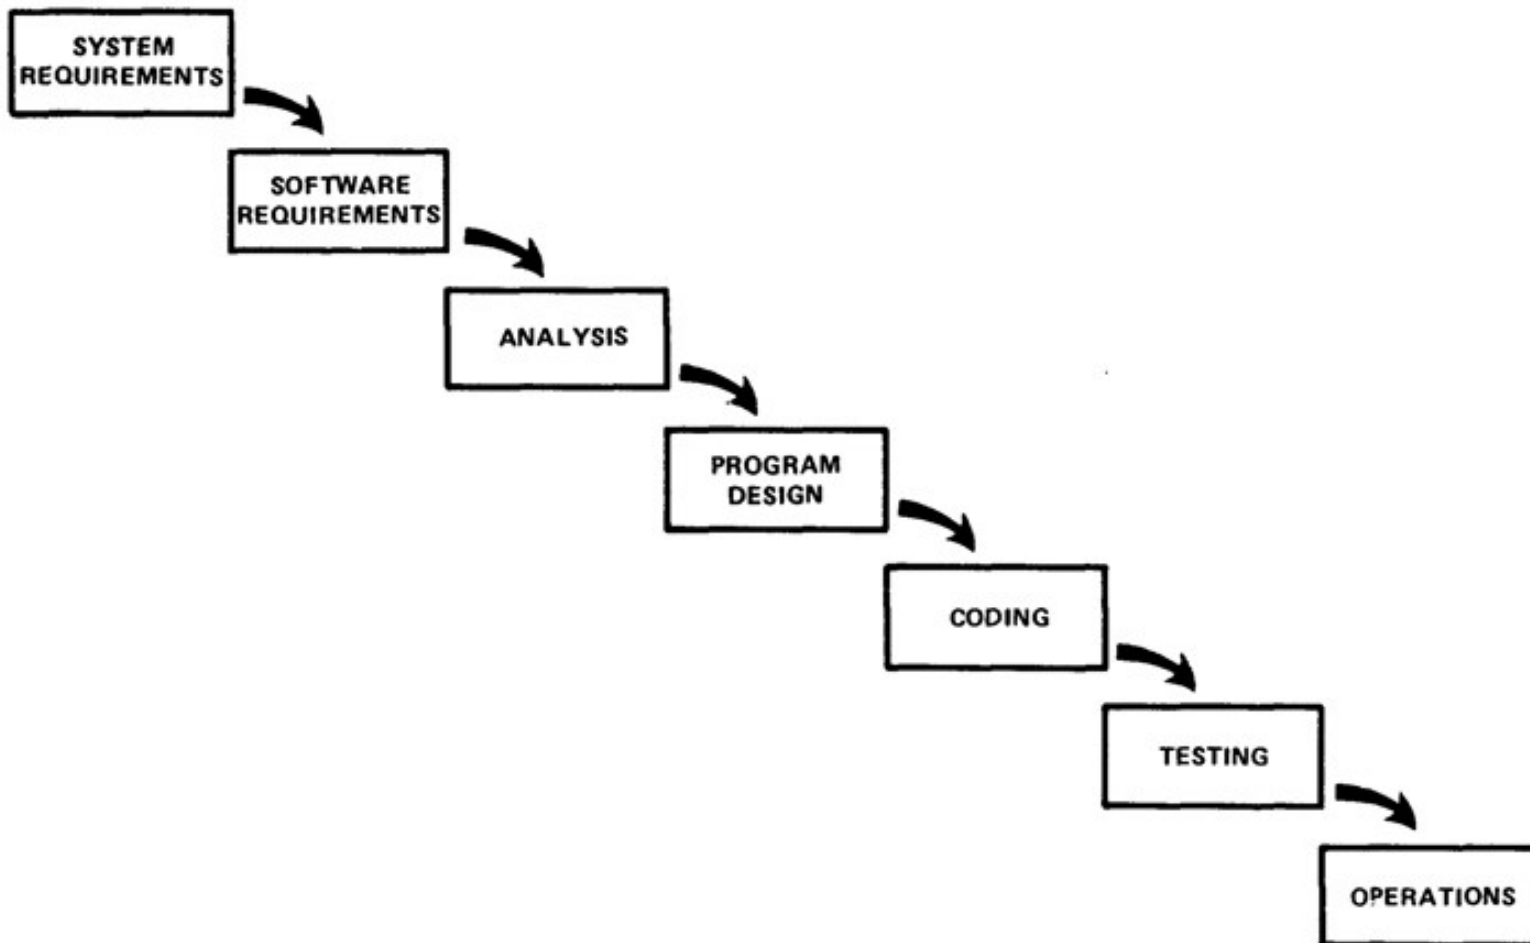 SYSTEM
REQUIREMENTS
SOFTWARE
REQUIREMENTS
ANALYSIS
PROGRAM
DESIGN
CODING
TESTING
OPERATIONS